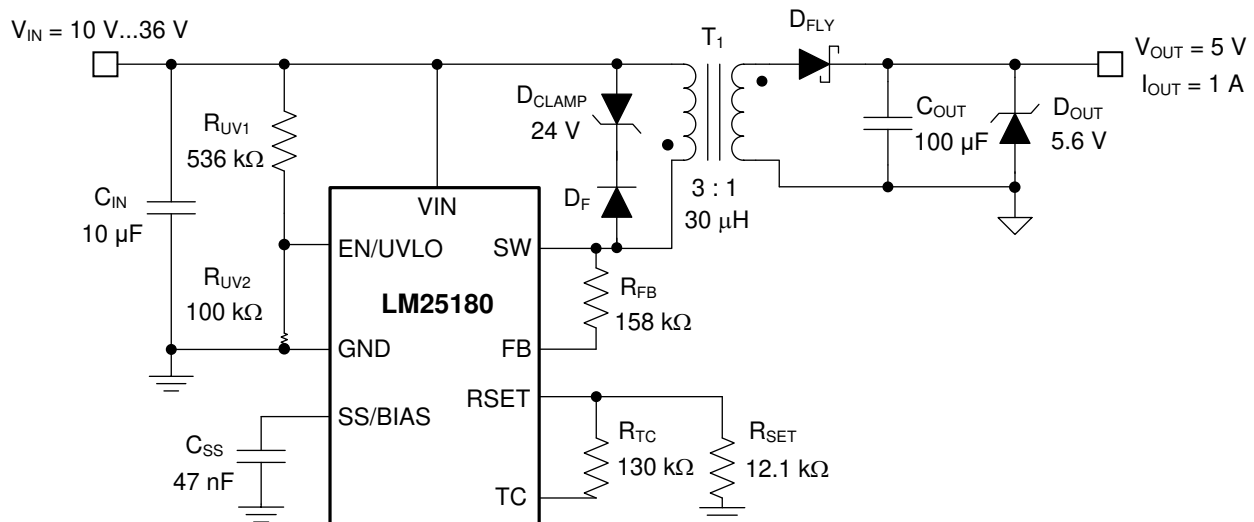 V_IN = 10 V...36 V
T₁
D_FLY
V_OUT = 5 V
I_OUT = 1 A
D_CLAMP
24 V
C_OUT
100 µF
D_OUT
5.6 V
R_UV1
536 kΩ
3 : 1
30 µH
C_IN
10 µF
D_F
VIN
EN/UVLO
SW
R_UV2
100 kΩ
LM25180
R_FB
158 kΩ
GND
FB
RSET
SS/BIAS
C_SS
47 nF
R_TC
130 kΩ
R_SET
12.1 kΩ
TC